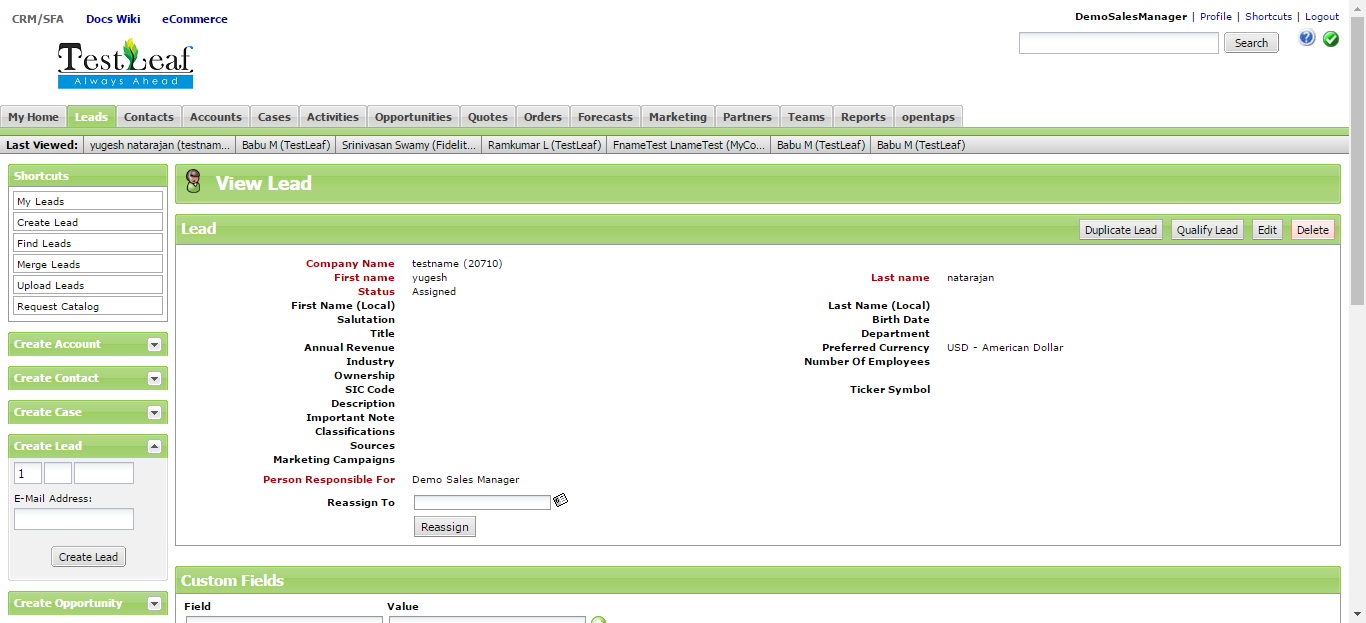 CRM/SFA Docs Wiki eCommerce
DemoSalesManager | Profile | Shortcuts | Logout
TestLeaf
Always Ahead
Search
My Home Leads Contacts Accounts Cases Activities Opportunities Quotes Orders Forecasts Marketing Partners Teams Reports opentaps
Last Viewed: yugesh natarajan (testnam... Babu M (TestLeaf) Srinivasan Swamy (Fidelit... Ramkumar L (TestLeaf) FnameTest LnameTest (MyCo... Babu M (TestLeaf) Babu M (TestLeaf)
Shortcuts
My Leads
Create Lead
Find Leads
Merge Leads
Upload Leads
Request Catalog
Create Account
Create Contact
Create Case
Create Lead
1
E-Mail Address:
Create Lead
Create Opportunity
View Lead
Lead Duplicate Lead Qualify Lead Edit Delete
Company Name testname (20710)
First name yugesh Last name natarajan
Status Assigned
First Name (Local) Last Name (Local)
Salutation Birth Date
Title Department
Annual Revenue Preferred Currency USD - American Dollar
Industry Number Of Employees
Ownership
SIC Code Ticker Symbol
Description
Important Note
Classifications
Sources
Marketing Campaigns
Person Responsible For Demo Sales Manager
Reassign To
Reassign
Custom Fields
Field Value